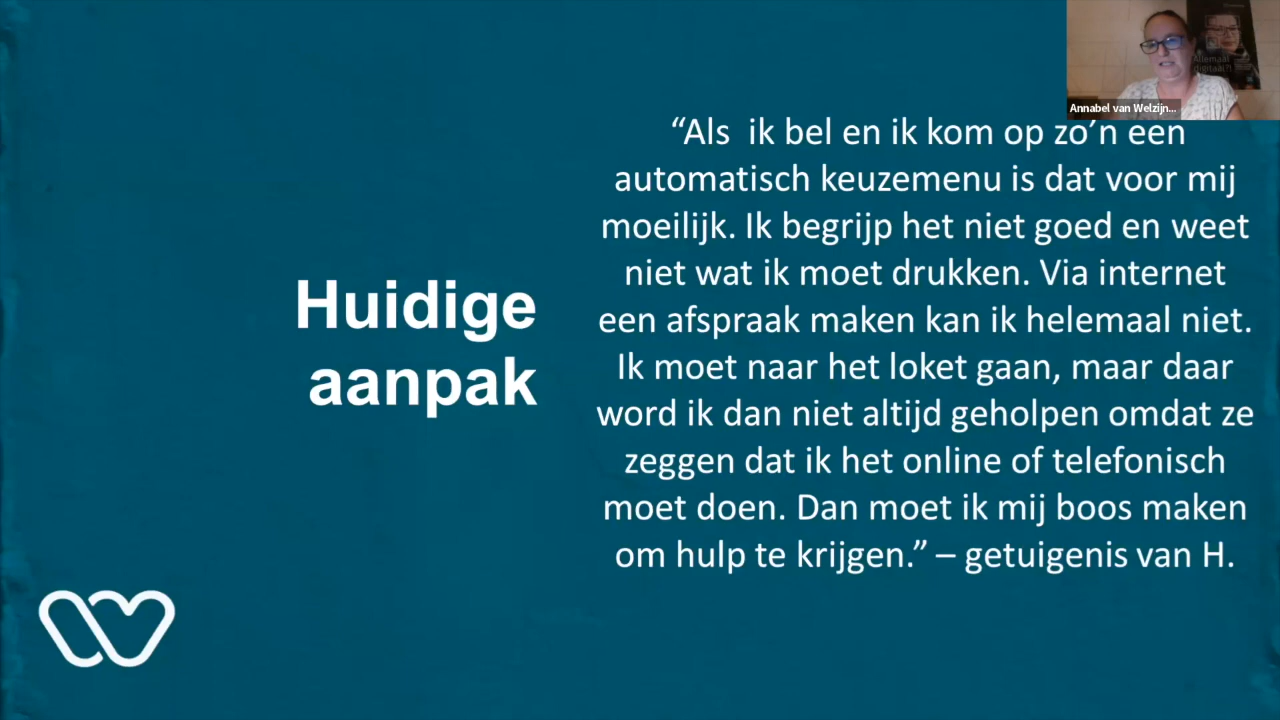 Annabel van Welzijn...
Allemaal
digitaal?!
Huidige
aanpak
“Als  ik bel en ik kom op zo’n een
automatisch keuzemenu is dat voor mij
moeilijk. Ik begrijp het niet goed en weet
niet wat ik moet drukken. Via internet
een afspraak maken kan ik helemaal niet.
Ik moet naar het loket gaan, maar daar
word ik dan niet altijd geholpen omdat ze
zeggen dat ik het online of telefonisch
moet doen. Dan moet ik mij boos maken
om hulp te krijgen.” – getuigenis van H.